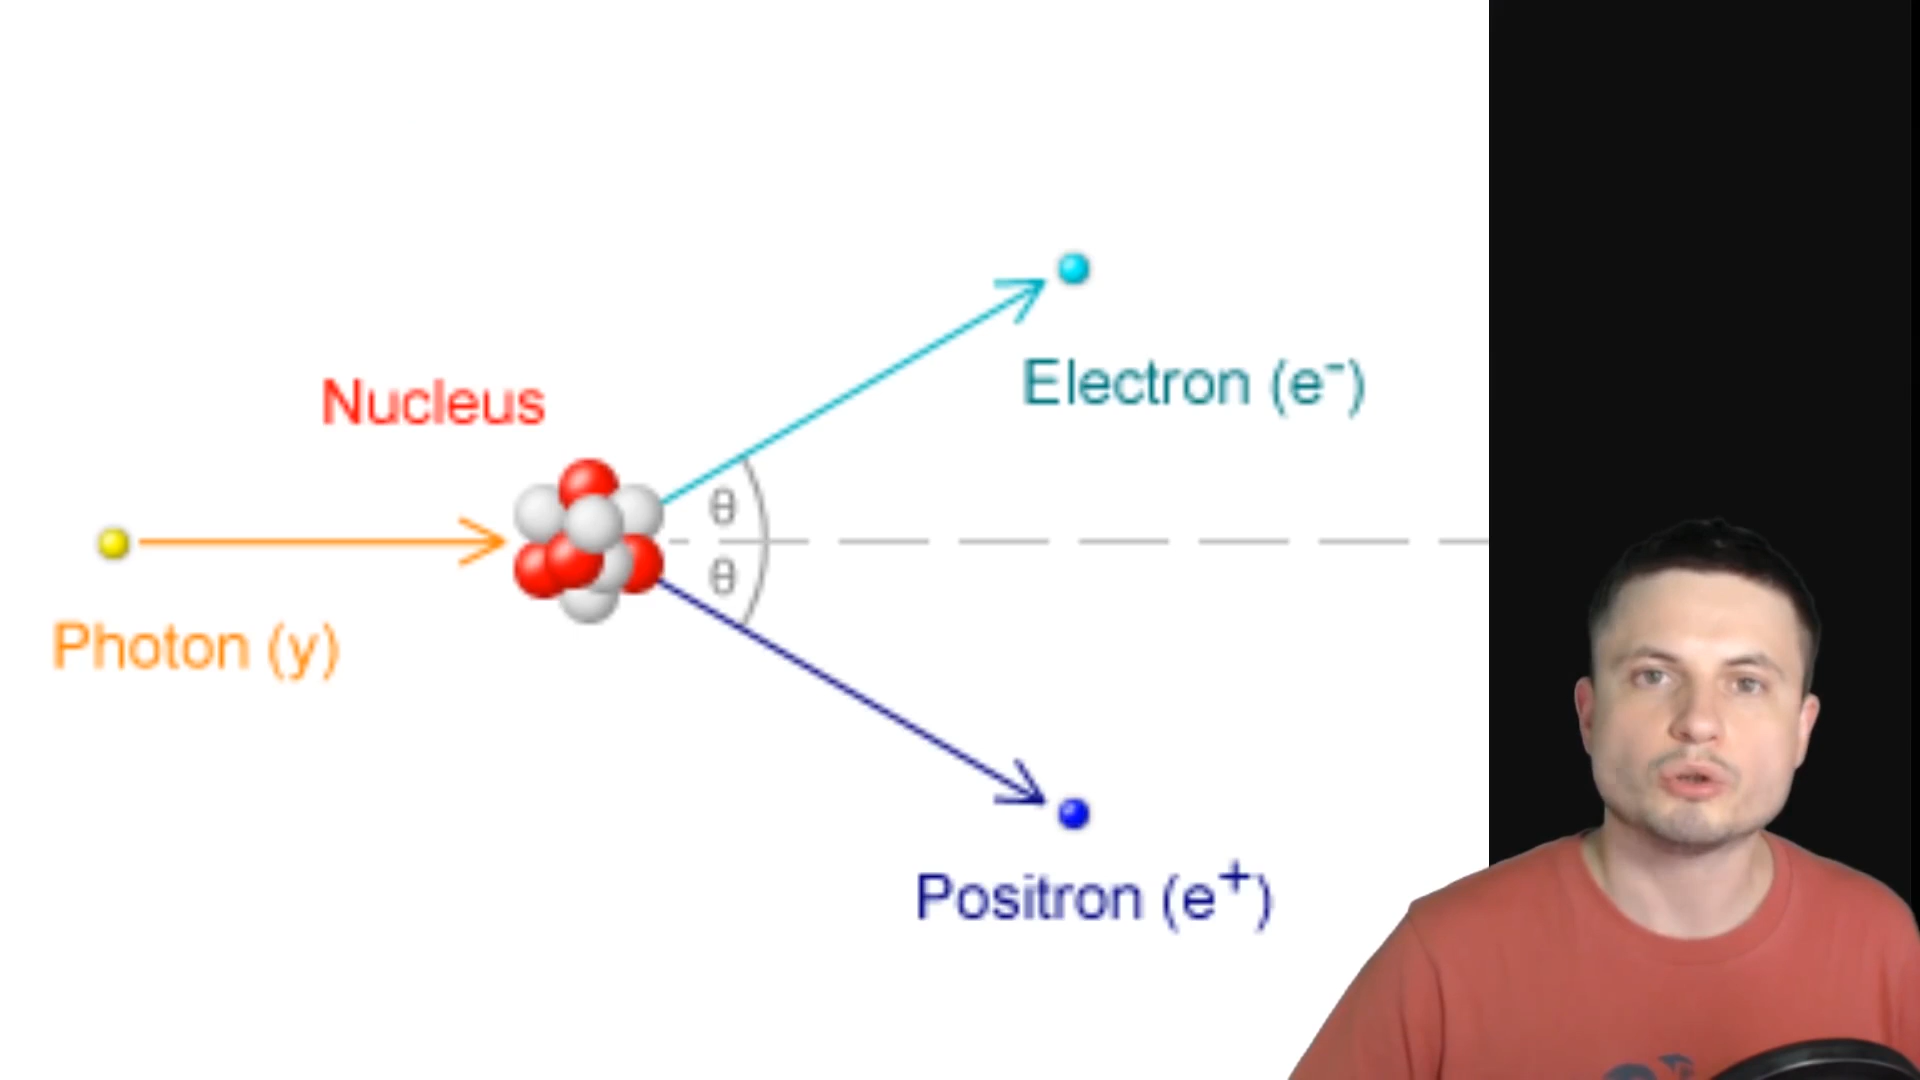 Nucleus
Electron (e⁻)
θ
θ
Photon (y)
Positron (e⁺)